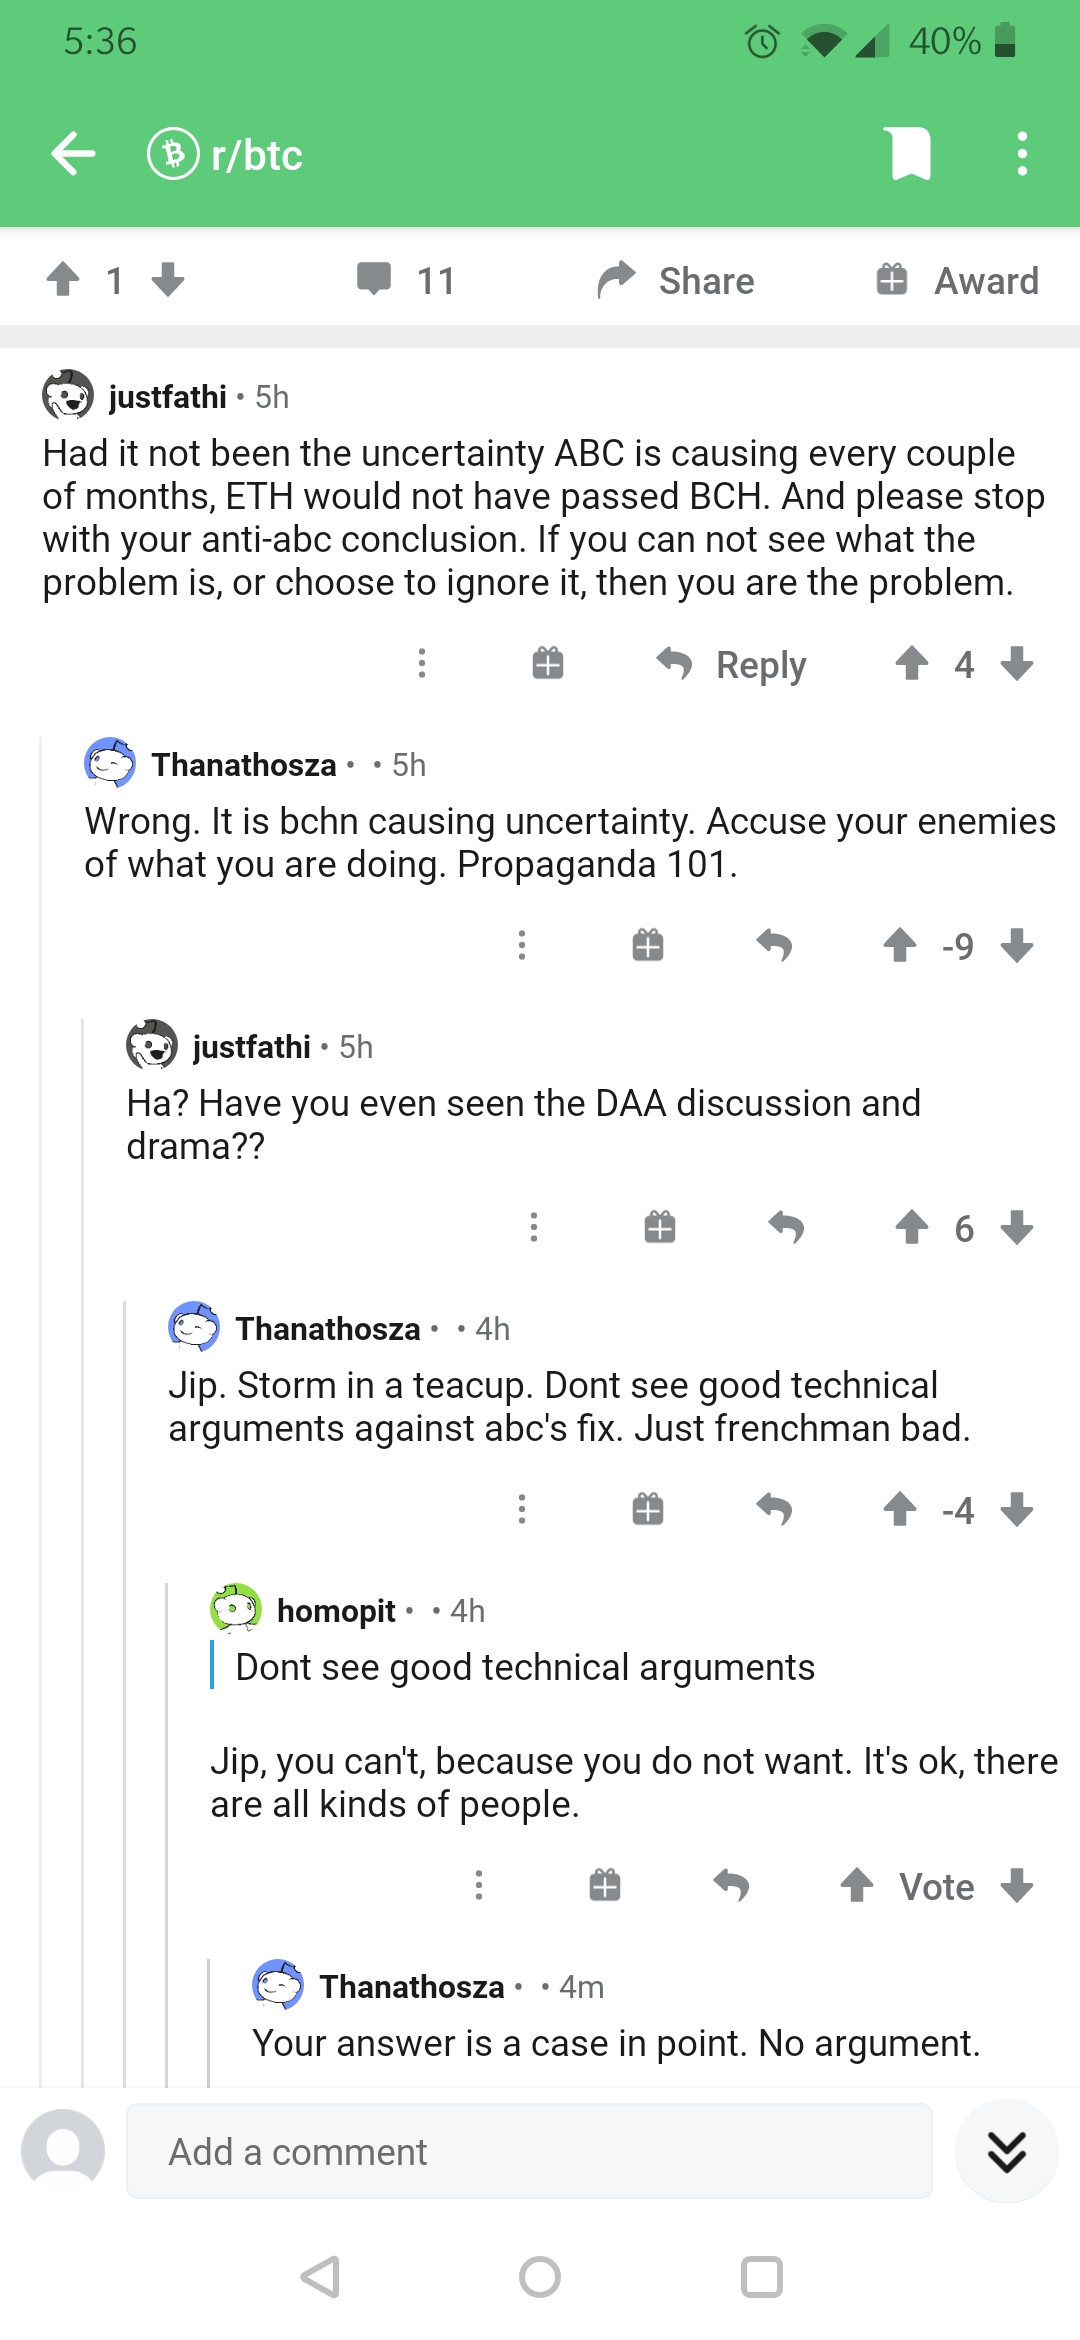 5:36
40%
r/btc
1
11
Share
Award
justfathi • 5h
Had it not been the uncertainty ABC is causing every couple
of months, ETH would not have passed BCH. And please stop
with your anti-abc conclusion. If you can not see what the
problem is, or choose to ignore it, then you are the problem.
Reply
4
Thanathosza • • 5h
Wrong. It is bchn causing uncertainty. Accuse your enemies
of what you are doing. Propaganda 101.
-9
justfathi • 5h
Ha? Have you even seen the DAA discussion and
drama??
6
Thanathosza • • 4h
Jip. Storm in a teacup. Dont see good technical
arguments against abc's fix. Just frenchman bad.
-4
homopit • • 4h
Dont see good technical arguments
Jip, you can't, because you do not want. It's ok, there
are all kinds of people.
Vote
Thanathosza • • 4m
Your answer is a case in point. No argument.
Add a comment